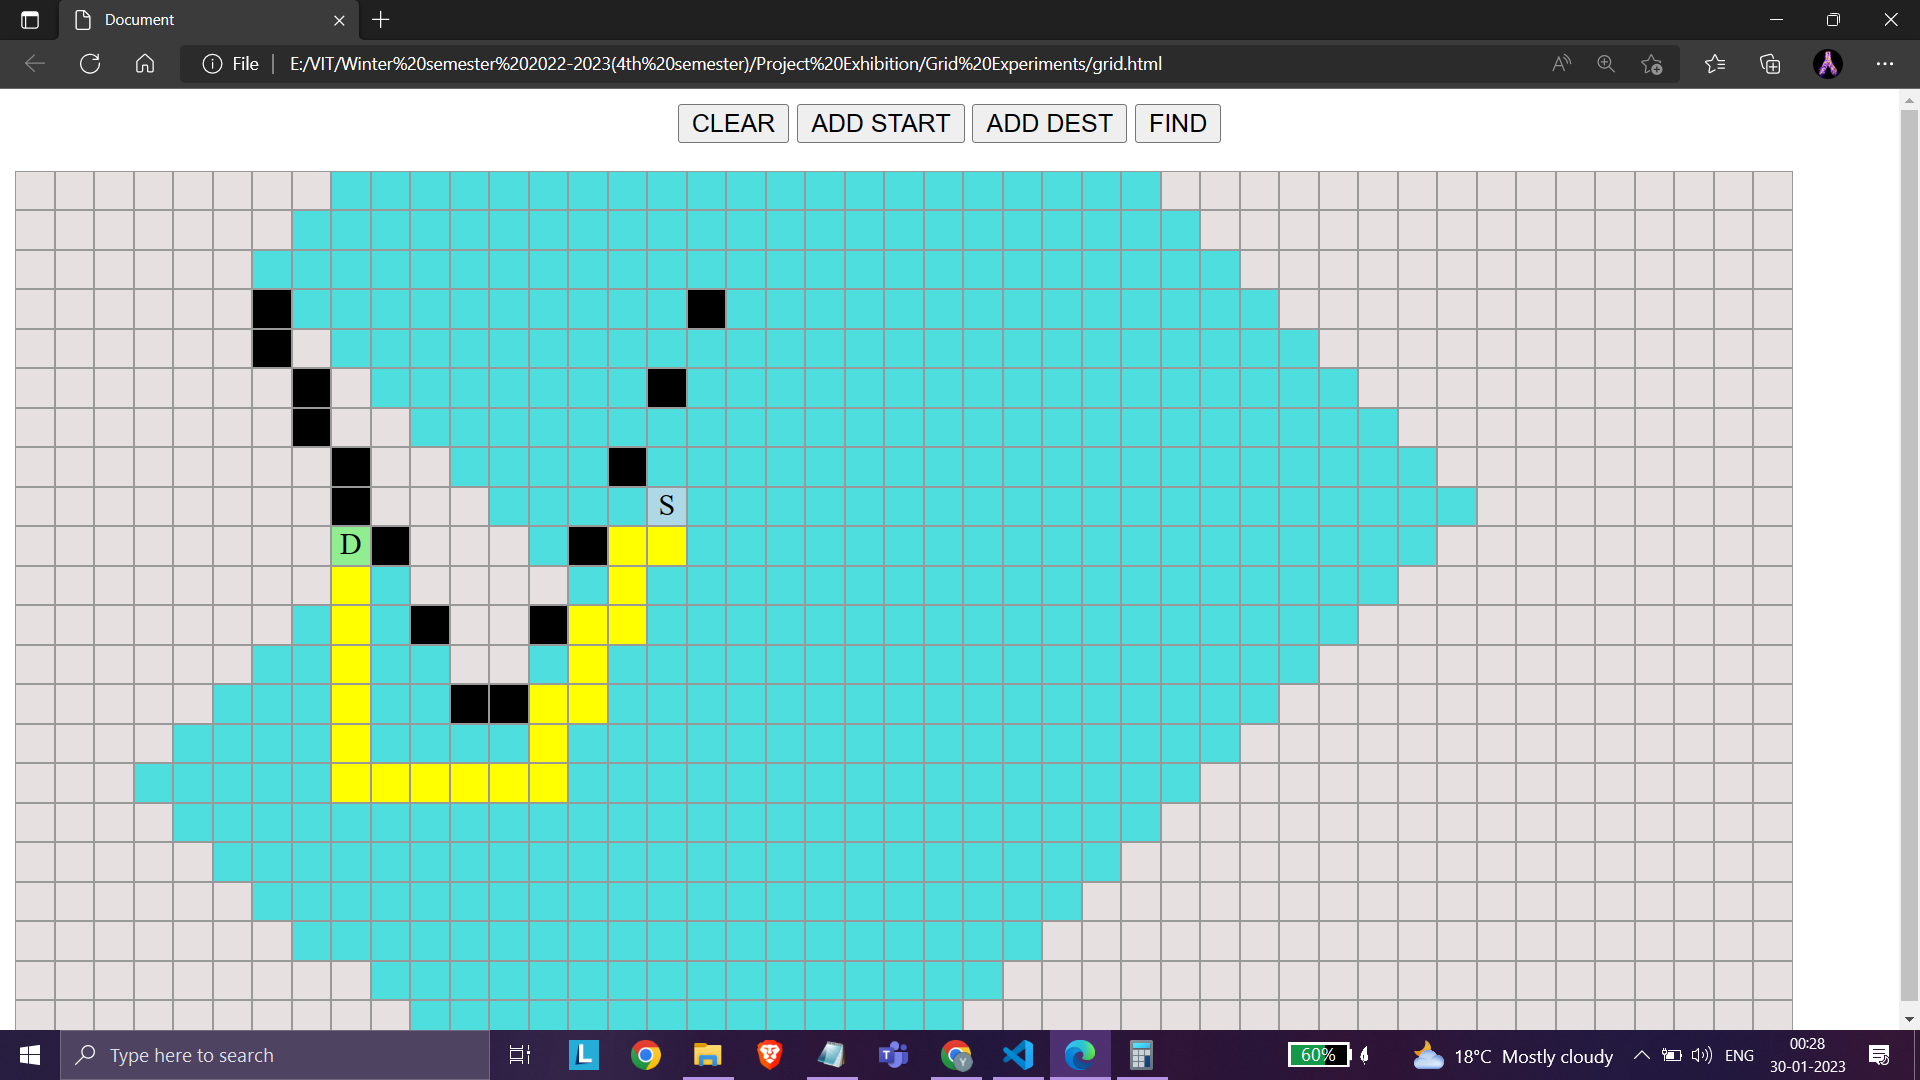 Document
File
E:/VIT/Winter%20semester%202022-2023(4th%20semester)/Project%20Exhibition/Grid%20Experiments/grid.html
CLEAR ADD START ADD DEST FIND
S
D
Type here to search
L
60%
18°C Mostly cloudy
ENG
00:28
30-01-2023